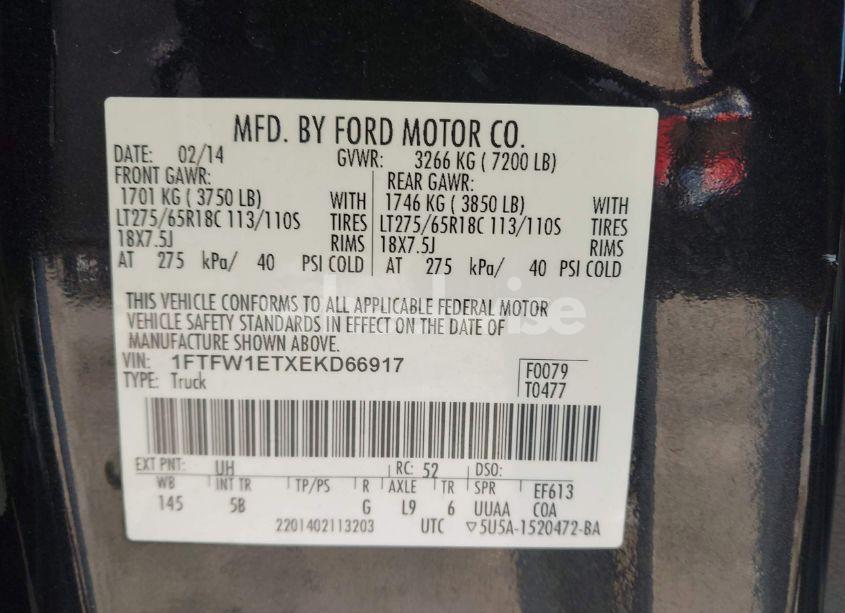 MFD. BY FORD MOTOR CO.
DATE: 02/14 GVWR: 3266 KG ( 7200 LB)
FRONT GAWR: REAR GAWR:
1701 KG ( 3750 LB) WITH 1746 KG ( 3850 LB) WITH
LT275/65R18C 113/110S TIRES LT275/65R18C 113/110S TIRES
18X7.5J RIMS 18X7.5J RIMS
AT 275 kPa/ 40 PSI COLD AT 275 kPa/ 40 PSI COLD
THIS VEHICLE CONFORMS TO ALL APPLICABLE FEDERAL MOTOR
VEHICLE SAFETY STANDARDS IN EFFECT ON THE DATE OF
MANUFACTURE SHOWN ABOVE.
VIN: 1FTFW1ETXEKD66917 F0079
TYPE: Truck T0477
EXT PNT: UH RC: 52 DSO:
WB INT TR TP/PS R AXLE TR SPR EF613
145 5B G L9 6 UUAA COA
2201402113203 UTC ▽5U5A-1520472-BA